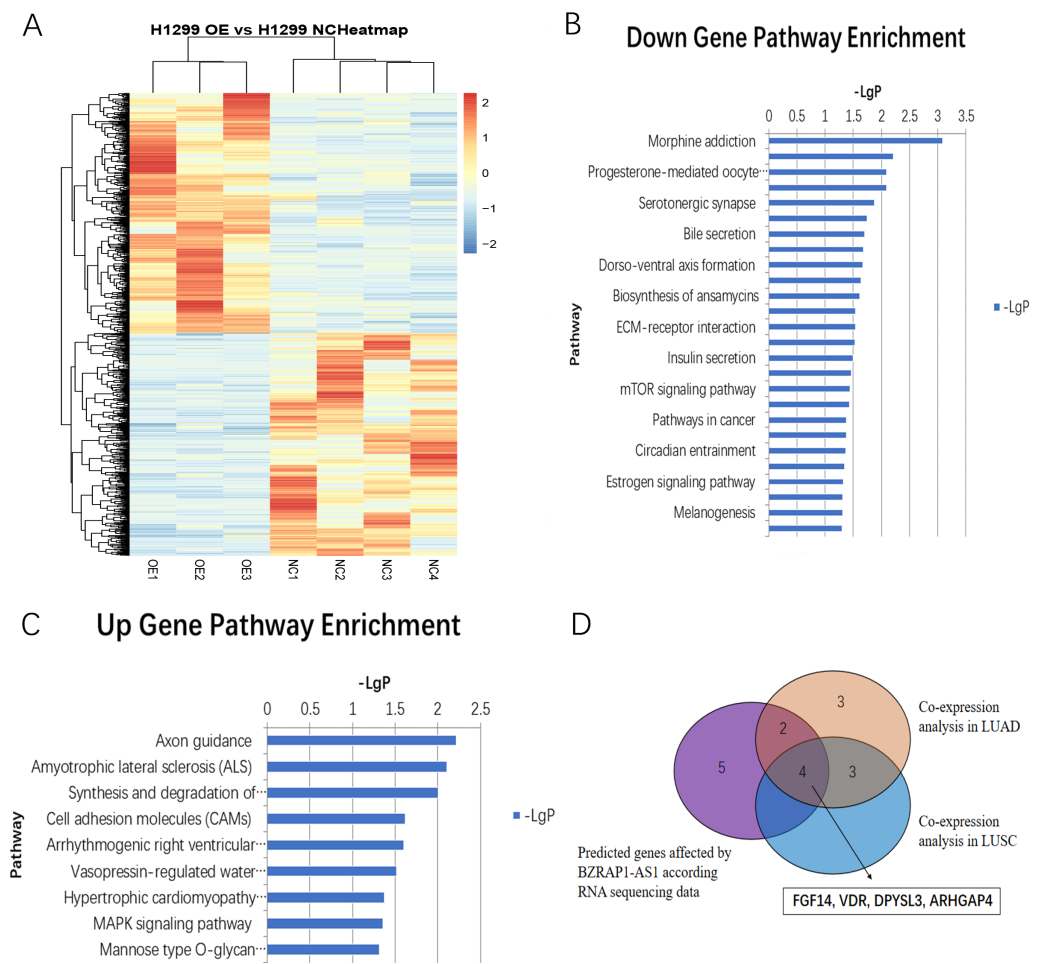 A
H1299 OE vs H1299 NCHeatmap
2
1
0
−1
−2
OE1
OE2
OE3
NC1
NC2
NC3
NC4
B
Down Gene Pathway Enrichment
-LgP
0 0.5 1 1.5 2 2.5 3 3.5
Pathway
Morphine addiction
Progesterone-mediated oocyte…
Serotonergic synapse
Bile secretion
Dorso-ventral axis formation
Biosynthesis of ansamycins
ECM-receptor interaction
Insulin secretion
mTOR signaling pathway
Pathways in cancer
Circadian entrainment
Estrogen signaling pathway
Melanogenesis
-LgP
C
Up Gene Pathway Enrichment
-LgP
0 0.5 1 1.5 2 2.5
Pathway
Axon guidance
Amyotrophic lateral sclerosis (ALS)
Synthesis and degradation of…
Cell adhesion molecules (CAMs)
Arrhythmogenic right ventricular…
Vasopressin-regulated water…
Hypertrophic cardiomyopathy…
MAPK signaling pathway
Mannose type O-glycan…
-LgP
D
3
2
5
4
3
Co-expression
analysis in LUAD
Co-expression
analysis in LUSC
Predicted genes affected by
BZRAP1-AS1 according
RNA sequencing data
FGF14, VDR, DPYSL3, ARHGAP4